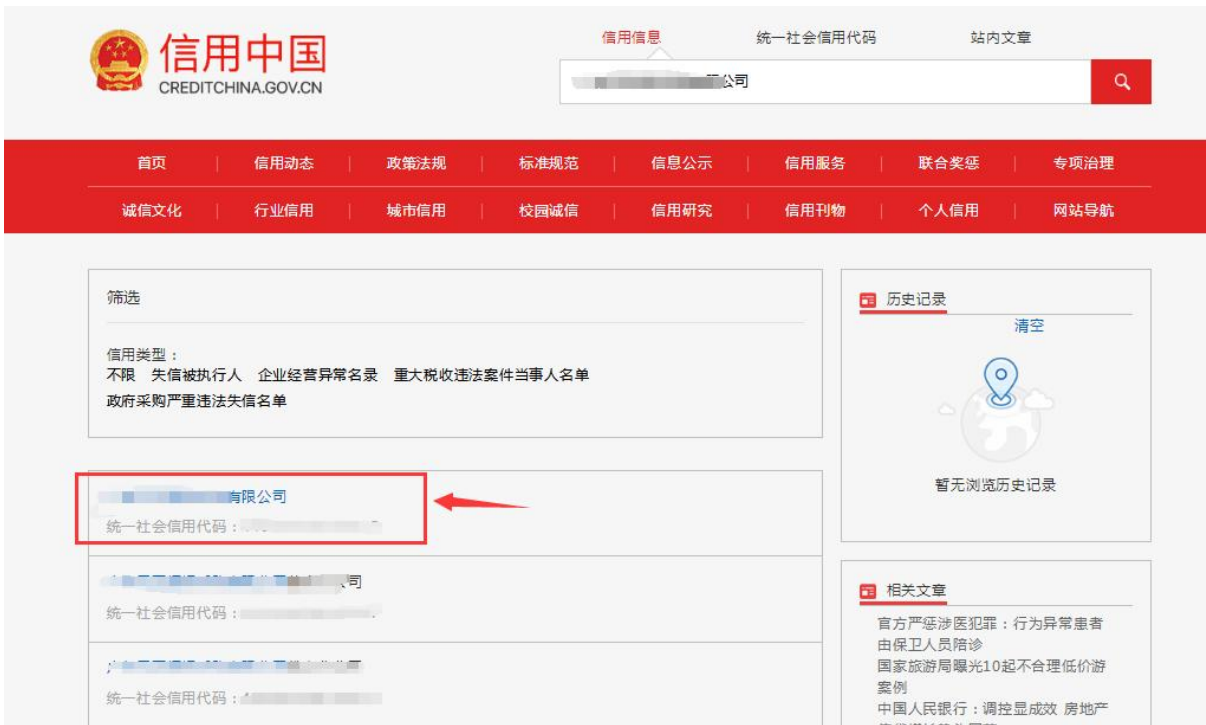 信用中国
CREDITCHINA.GOV.CN
信用信息 统一社会信用代码 站内文章
公司
首页 信用动态 政策法规 标准规范 信息公示 信用服务 联合奖惩 专项治理
诚信文化 行业信用 城市信用 校园诚信 信用研究 信用刊物 个人信用 网站导航
筛选
信用类型：
不限 失信被执行人 企业经营异常名录 重大税收违法案件当事人名单
政府采购严重违法失信名单
有限公司
统一社会信用代码：
司
统一社会信用代码：
统一社会信用代码：
历史记录
清空
暂无浏览历史记录
相关文章
官方严惩涉医犯罪：行为异常患者
由保卫人员陪诊
国家旅游局曝光10起不合理低价游
案例
中国人民银行：调控显成效 房地产